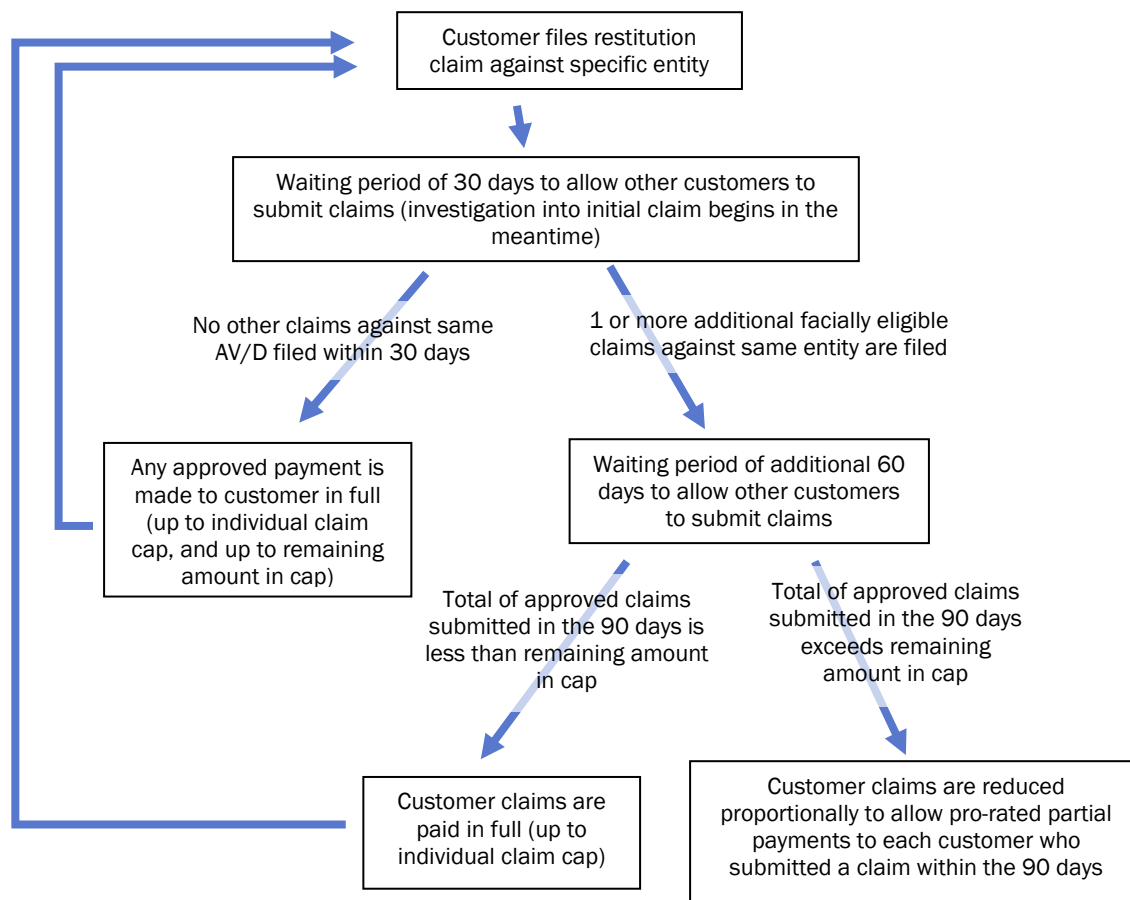 Customer files restitution
claim against specific entity
Waiting period of 30 days to allow other customers to
submit claims (investigation into initial claim begins in the
meantime)
No other claims against same
AV/D filed within 30 days
1 or more additional facially eligible
claims against same entity are filed
Any approved payment is
made to customer in full
(up to individual claim
cap, and up to remaining
amount in cap)
Waiting period of additional 60
days to allow other customers
to submit claims
Total of approved claims
submitted in the 90 days is
less than remaining amount
in cap
Total of approved claims
submitted in the 90 days
exceeds remaining
amount in cap
Customer claims are
paid in full (up to
individual claim cap)
Customer claims are reduced
proportionally to allow pro-rated partial
payments to each customer who
submitted a claim within the 90 days